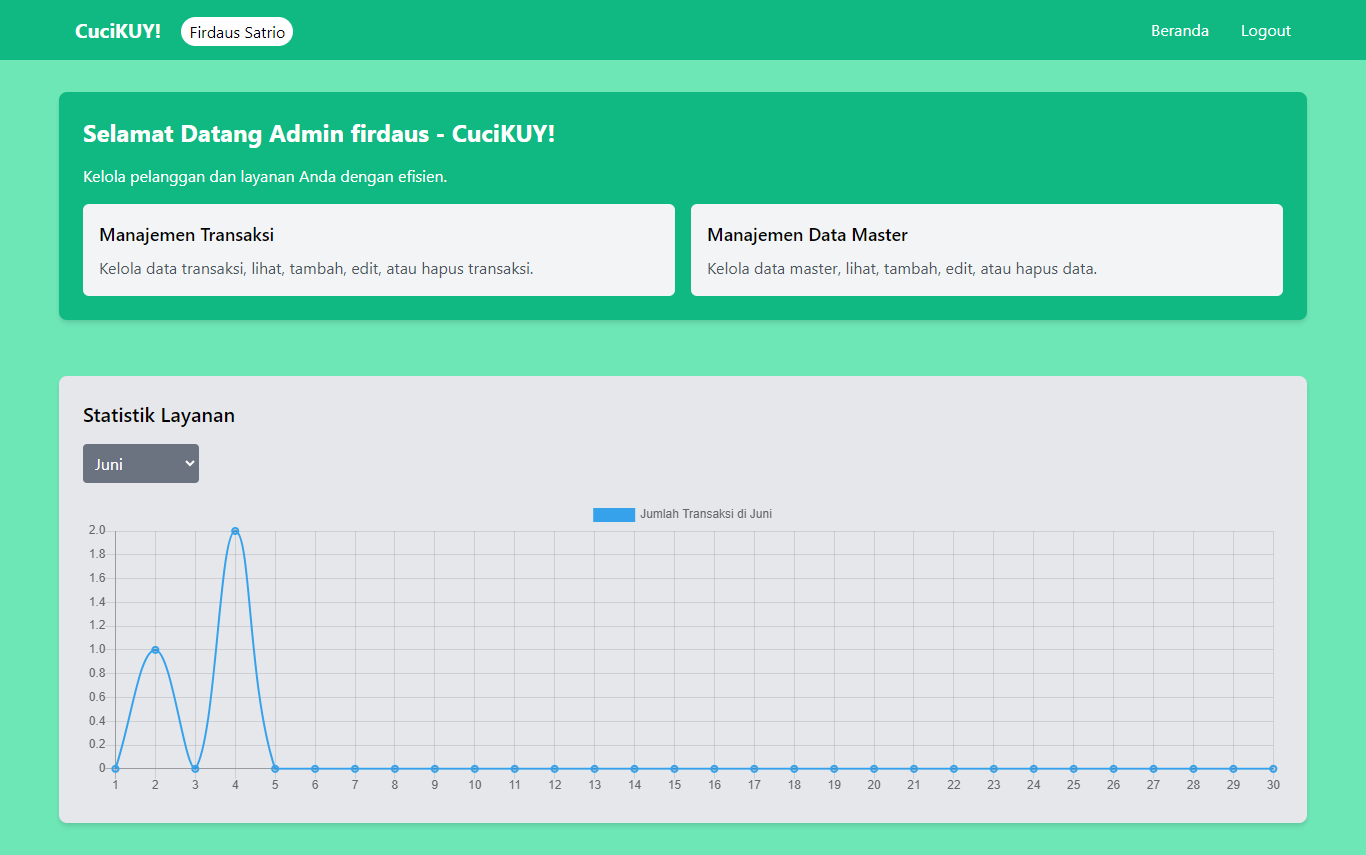 CuciKUY! Firdaus Satrio Beranda Logout
Selamat Datang Admin firdaus - CuciKUY!
Kelola pelanggan dan layanan Anda dengan efisien.
Manajemen Transaksi
Kelola data transaksi, lihat, tambah, edit, atau hapus transaksi.
Manajemen Data Master
Kelola data master, lihat, tambah, edit, atau hapus data.
Statistik Layanan
Juni
Jumlah Transaksi di Juni
2.0
1.8
1.6
1.4
1.2
1.0
0.8
0.6
0.4
0.2
0
1 2 3 4 5 6 7 8 9 10 11 12 13 14 15 16 17 18 19 20 21 22 23 24 25 26 27 28 29 30